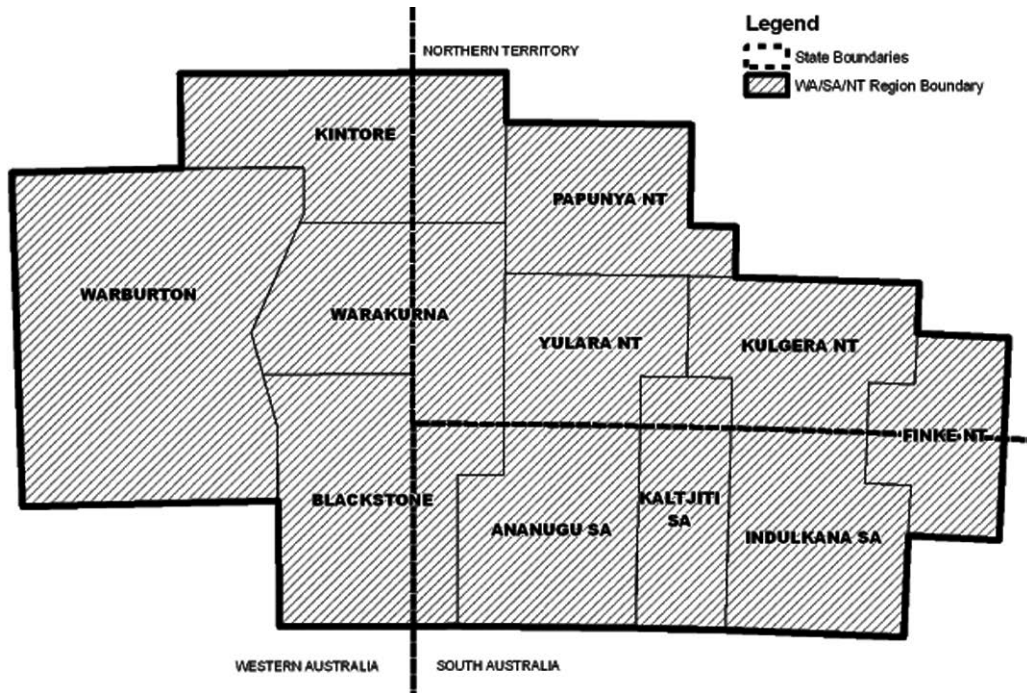 Legend
State Boundaries
WA/SA/NT Region Boundary
NORTHERN TERRITORY
KINTORE
PAPUNYA NT
WARBURTON
WARAKURNA
YULARA NT
KULGERA NT
FINKE NT
BLACKSTONE
KALTJITI
SA
ANANUGU SA
INDULKANA SA
WESTERN AUSTRALIA
SOUTH AUSTRALIA